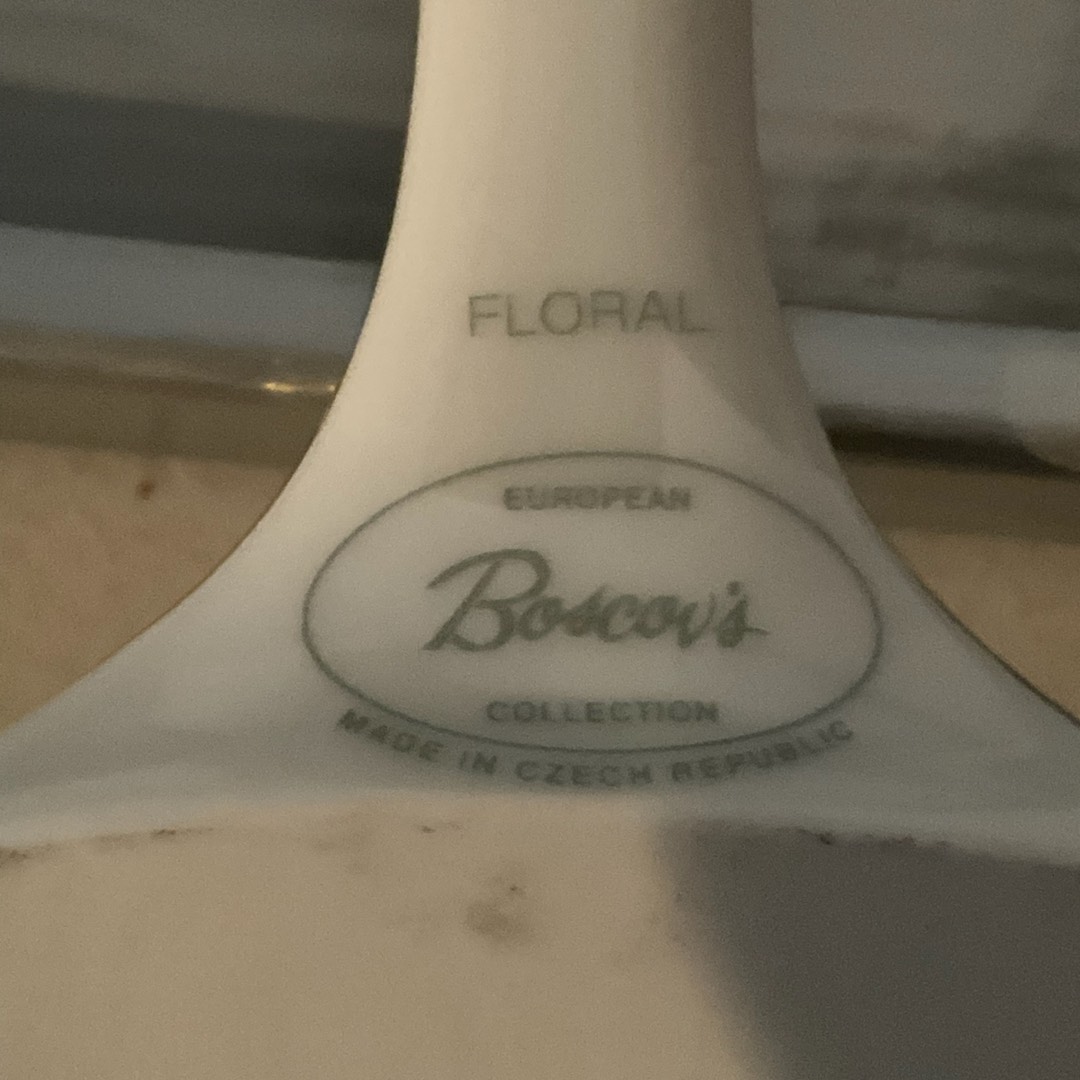 FLORAL
EUROPEAN
Boscov's
COLLECTION
MADE IN CZECH REPUBLIC